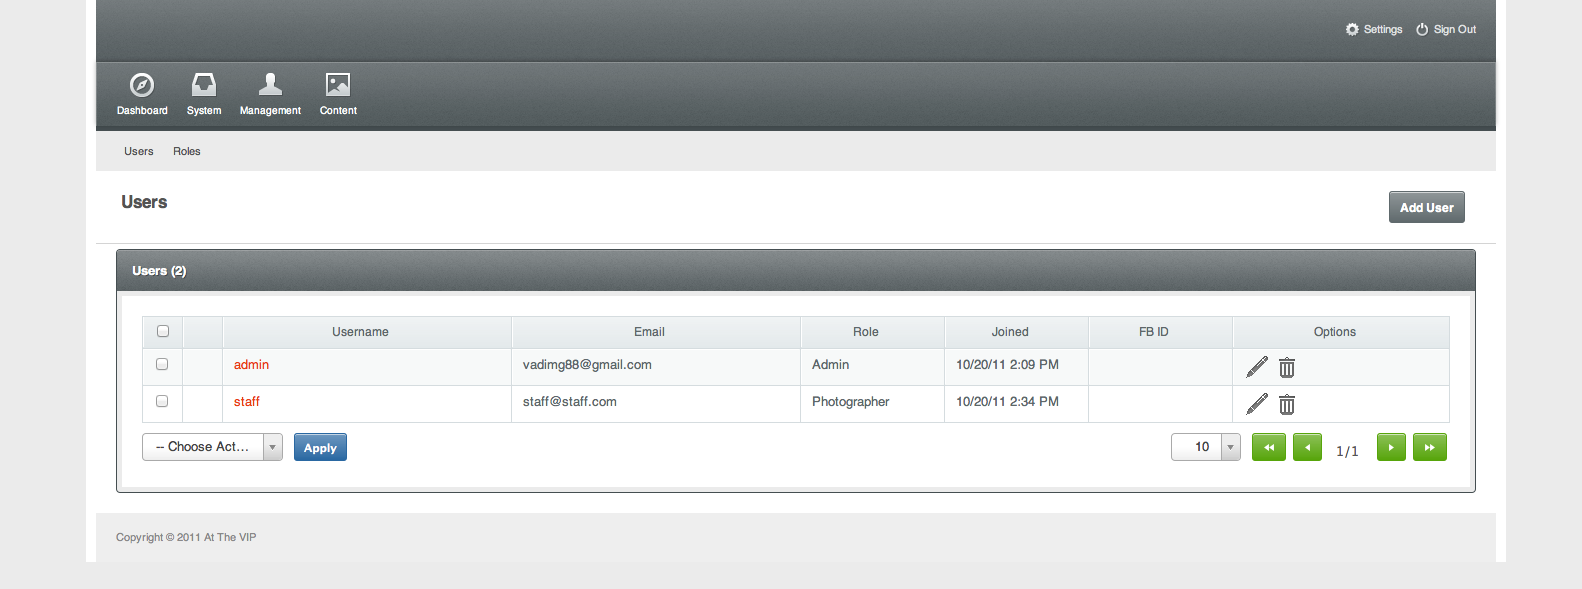 Settings Sign Out
Dashboard System Management Content
Users Roles
Users
Add User
Users (2)
Username Email Role Joined FB ID Options
admin vadimg88@gmail.com Admin 10/20/11 2:09 PM
staff staff@staff.com Photographer 10/20/11 2:34 PM
-- Choose Act... Apply 10 1/1
Copyright © 2011 At The VIP